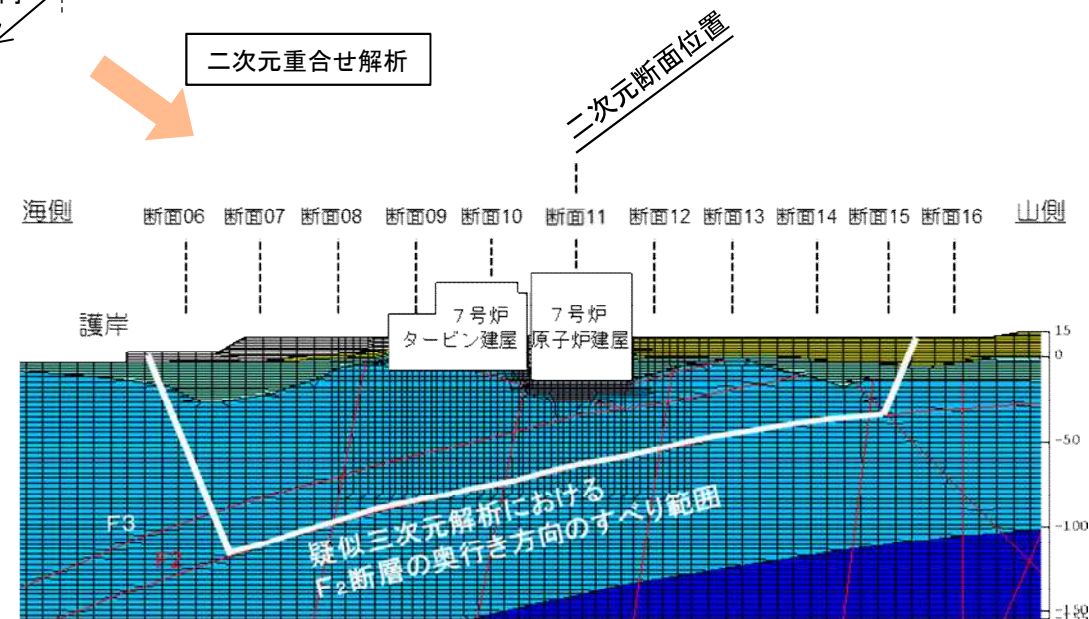 二次元重合せ解析
二次元断面位置
海側
断面06
断面07
断面08
断面09
断面10
断面11
断面12
断面13
断面14
断面15
断面16
山側
護岸
7号炉
タービン建屋
7号炉
原子炉建屋
15
0
-50
-100
-150
F3
F2
疑似三次元解析における
F₂断層の奥行き方向のすべり範囲